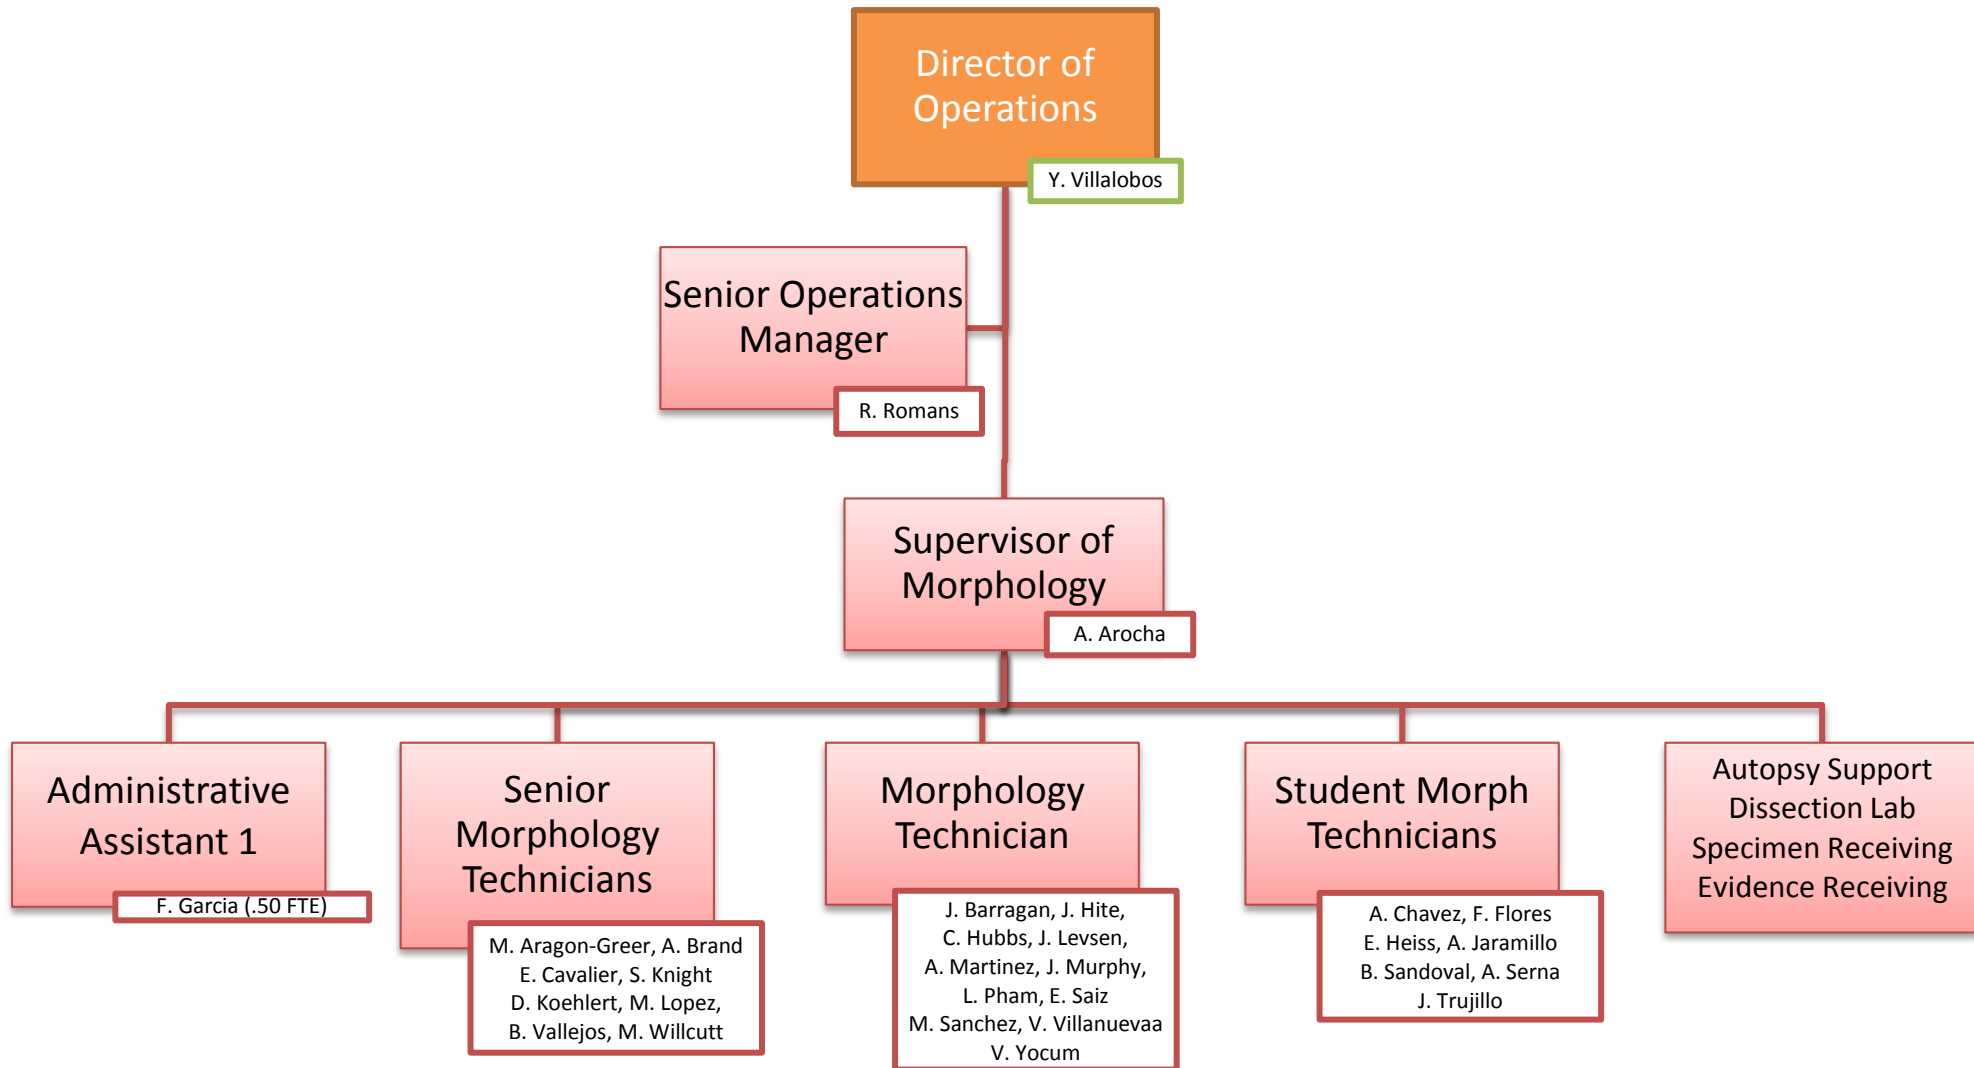 Director of
Operations
Y. Villalobos
Senior Operations
Manager
R. Romans
Supervisor of
Morphology
A. Arocha
Administrative
Assistant 1
F. Garcia (.50 FTE)
Senior
Morphology
Technicians
M. Aragon-Greer, A. Brand
E. Cavalier, S. Knight
D. Koehlert, M. Lopez,
B. Vallejos, M. Willcutt
Morphology
Technician
J. Barragan, J. Hite,
C. Hubbs, J. Levsen,
A. Martinez, J. Murphy,
L. Pham, E. Saiz
M. Sanchez, V. Villanuevaa
V. Yocum
Student Morph
Technicians
A. Chavez, F. Flores
E. Heiss, A. Jaramillo
B. Sandoval, A. Serna
J. Trujillo
Autopsy Support
Dissection Lab
Specimen Receiving
Evidence Receiving